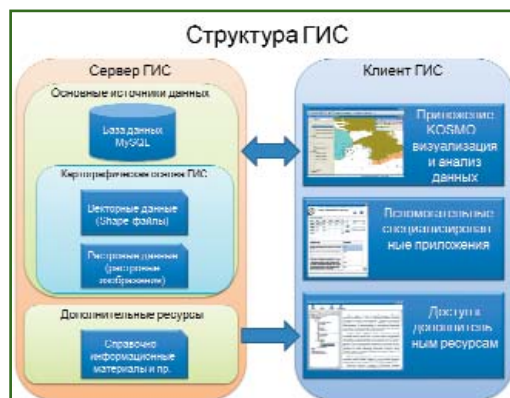 Структура ГИС
Сервер ГИС
Основные источники данных
База данных
MySQL
Картографическая основа ГИС
Векторные данные
(Shape файлы)
Растровые данные
(растровые
изображения)
Дополнительные ресурсы
Справочно
информационные
материалы и пр.
Клиент ГИС
Приложение
KOSMO
визуализация
и анализ
данных
Вспомогательные
специализирован
ные приложения
Доступ к
дополнитель
ным ресурсам